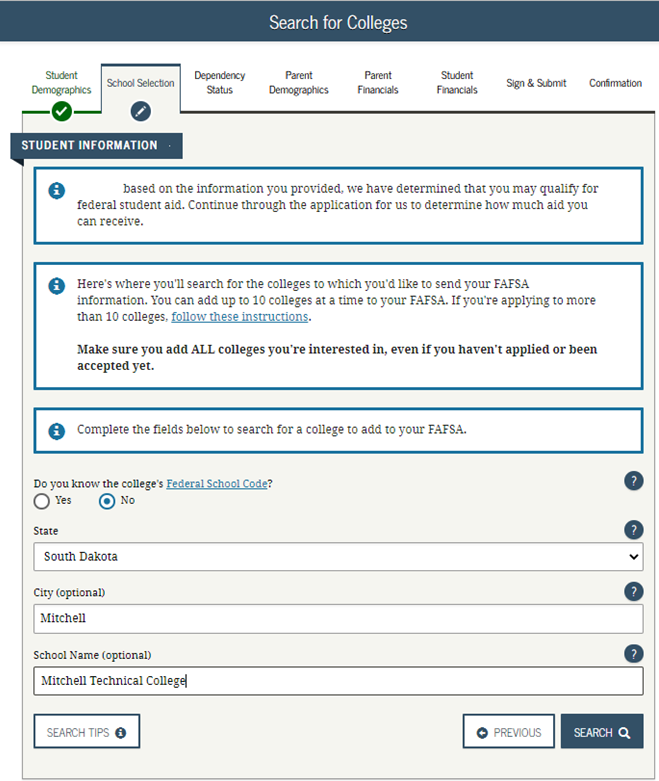 Search for Colleges
Student
Demographics
School Selection
Dependency
Status
Parent
Demographics
Parent
Financials
Student
Financials
Sign & Submit
Confirmation
STUDENT INFORMATION
based on the information you provided, we have determined that you may qualify for
federal student aid. Continue through the application for us to determine how much aid you
can receive.
Here's where you'll search for the colleges to which you'd like to send your FAFSA
information. You can add up to 10 colleges at a time to your FAFSA. If you're applying to more
than 10 colleges, follow these instructions.
Make sure you add ALL colleges you're interested in, even if you haven't applied or been
accepted yet.
Complete the fields below to search for a college to add to your FAFSA.
Do you know the college's Federal School Code? ?
Yes No
State ?
South Dakota
City (optional) ?
Mitchell
School Name (optional) ?
Mitchell Technical College
SEARCH TIPS PREVIOUS SEARCH